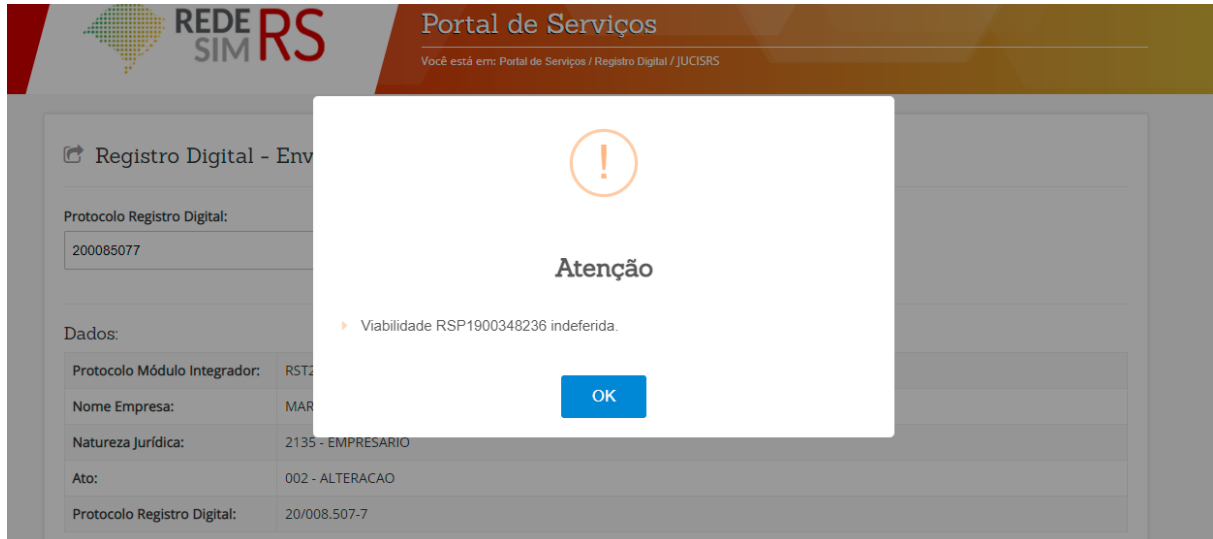 REDE SIM RS
Portal de Serviços
Você está em: Portal de Serviços / Registro Digital / JUCISRS
Registro Digital - Env
Protocolo Registro Digital:
200085077
!
Atenção
Viabilidade RSP1900348236 indeferida.
OK
Dados:
Protocolo Módulo Integrador: RST2
Nome Empresa: MAR
Natureza Jurídica: 2135 - EMPRESARIO
Ato: 002 - ALTERACAO
Protocolo Registro Digital: 20/008.507-7